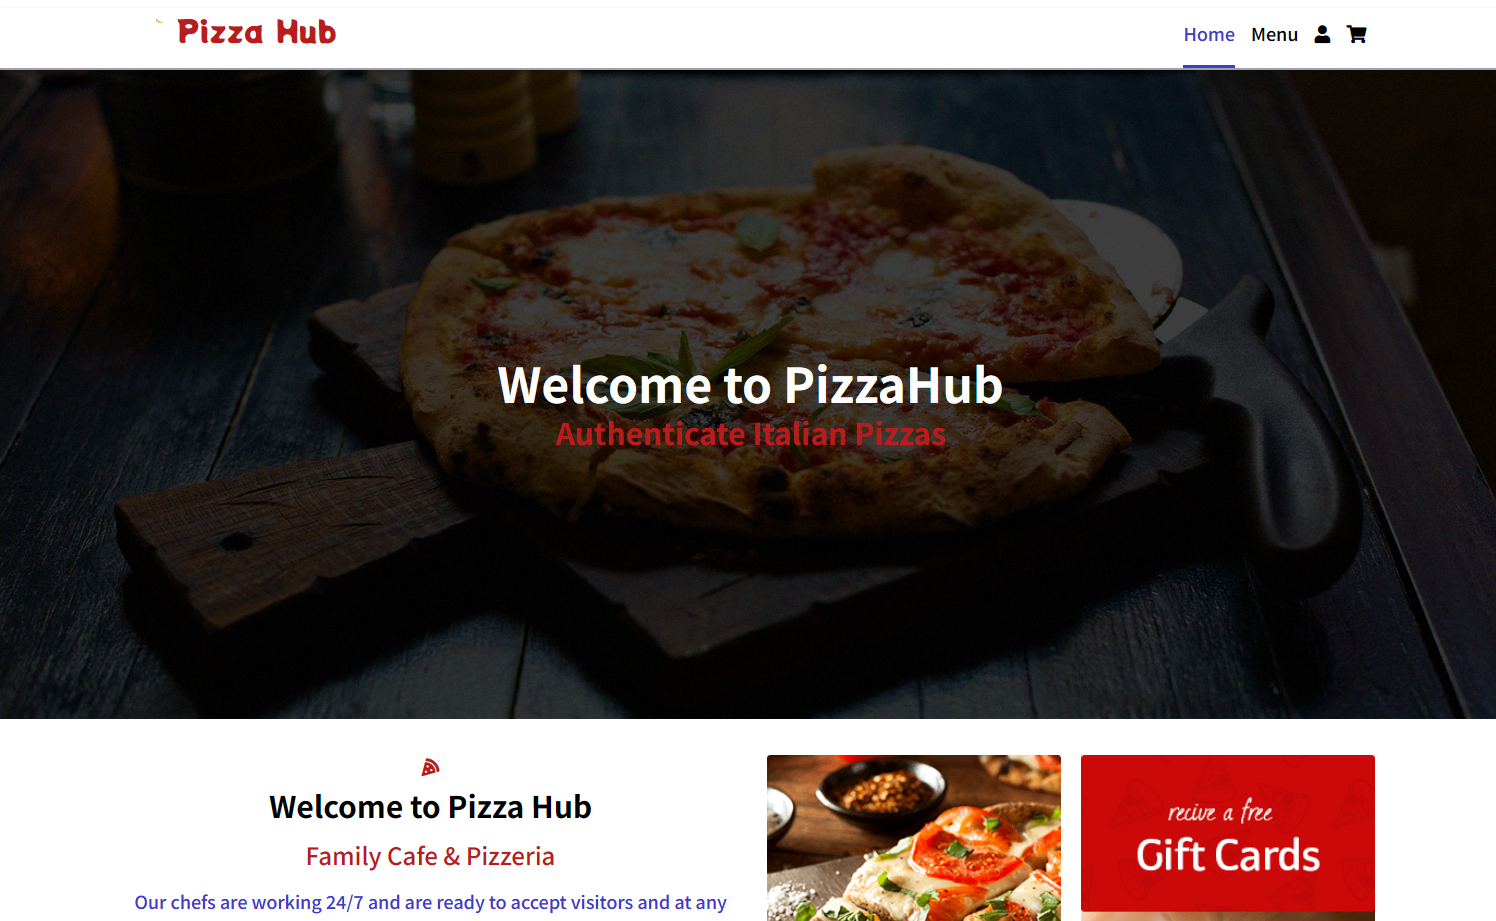 Pizza Hub
Home Menu
Welcome to PizzaHub
Authenticate Italian Pizzas
Welcome to Pizza Hub
Family Cafe & Pizzeria
Our chefs are working 24/7 and are ready to accept visitors and at any
recive a free
Gift Cards